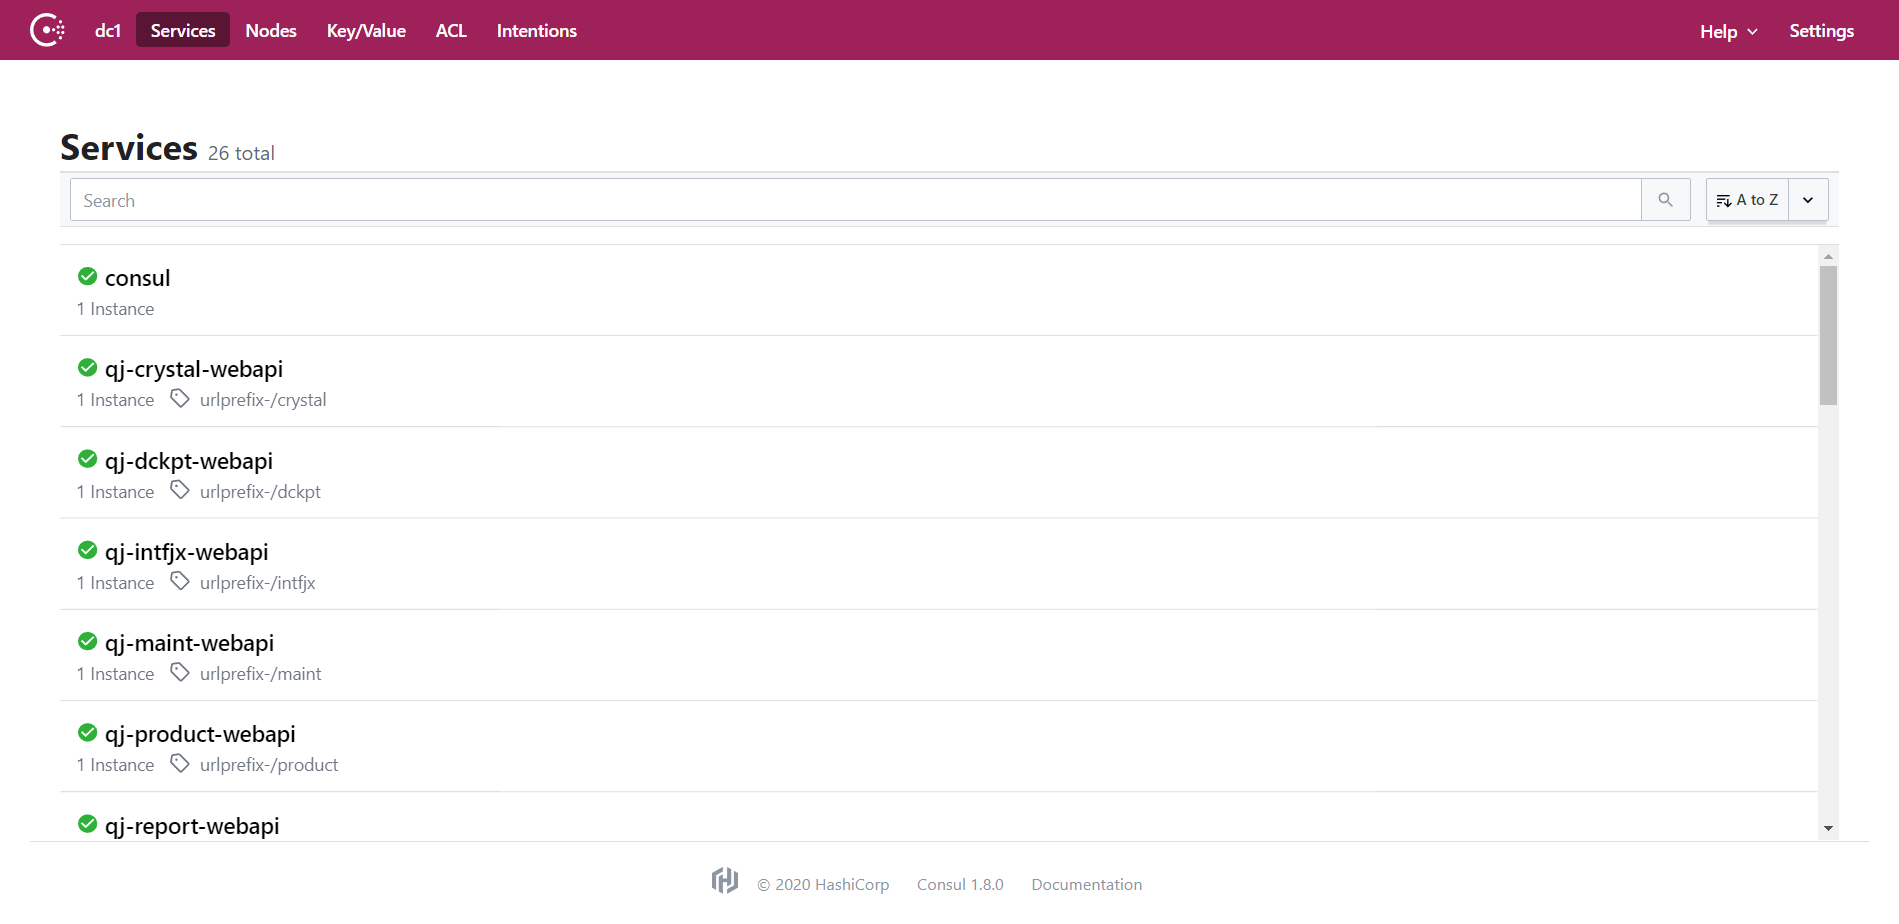 dc1 Services Nodes Key/Value ACL Intentions Help Settings
Services 26 total
Search A to Z
consul
1 Instance
qj-crystal-webapi
1 Instance urlprefix-/crystal
qj-dckpt-webapi
1 Instance urlprefix-/dckpt
qj-intfjx-webapi
1 Instance urlprefix-/intfjx
qj-maint-webapi
1 Instance urlprefix-/maint
qj-product-webapi
1 Instance urlprefix-/product
qj-report-webapi
© 2020 HashiCorp Consul 1.8.0 Documentation